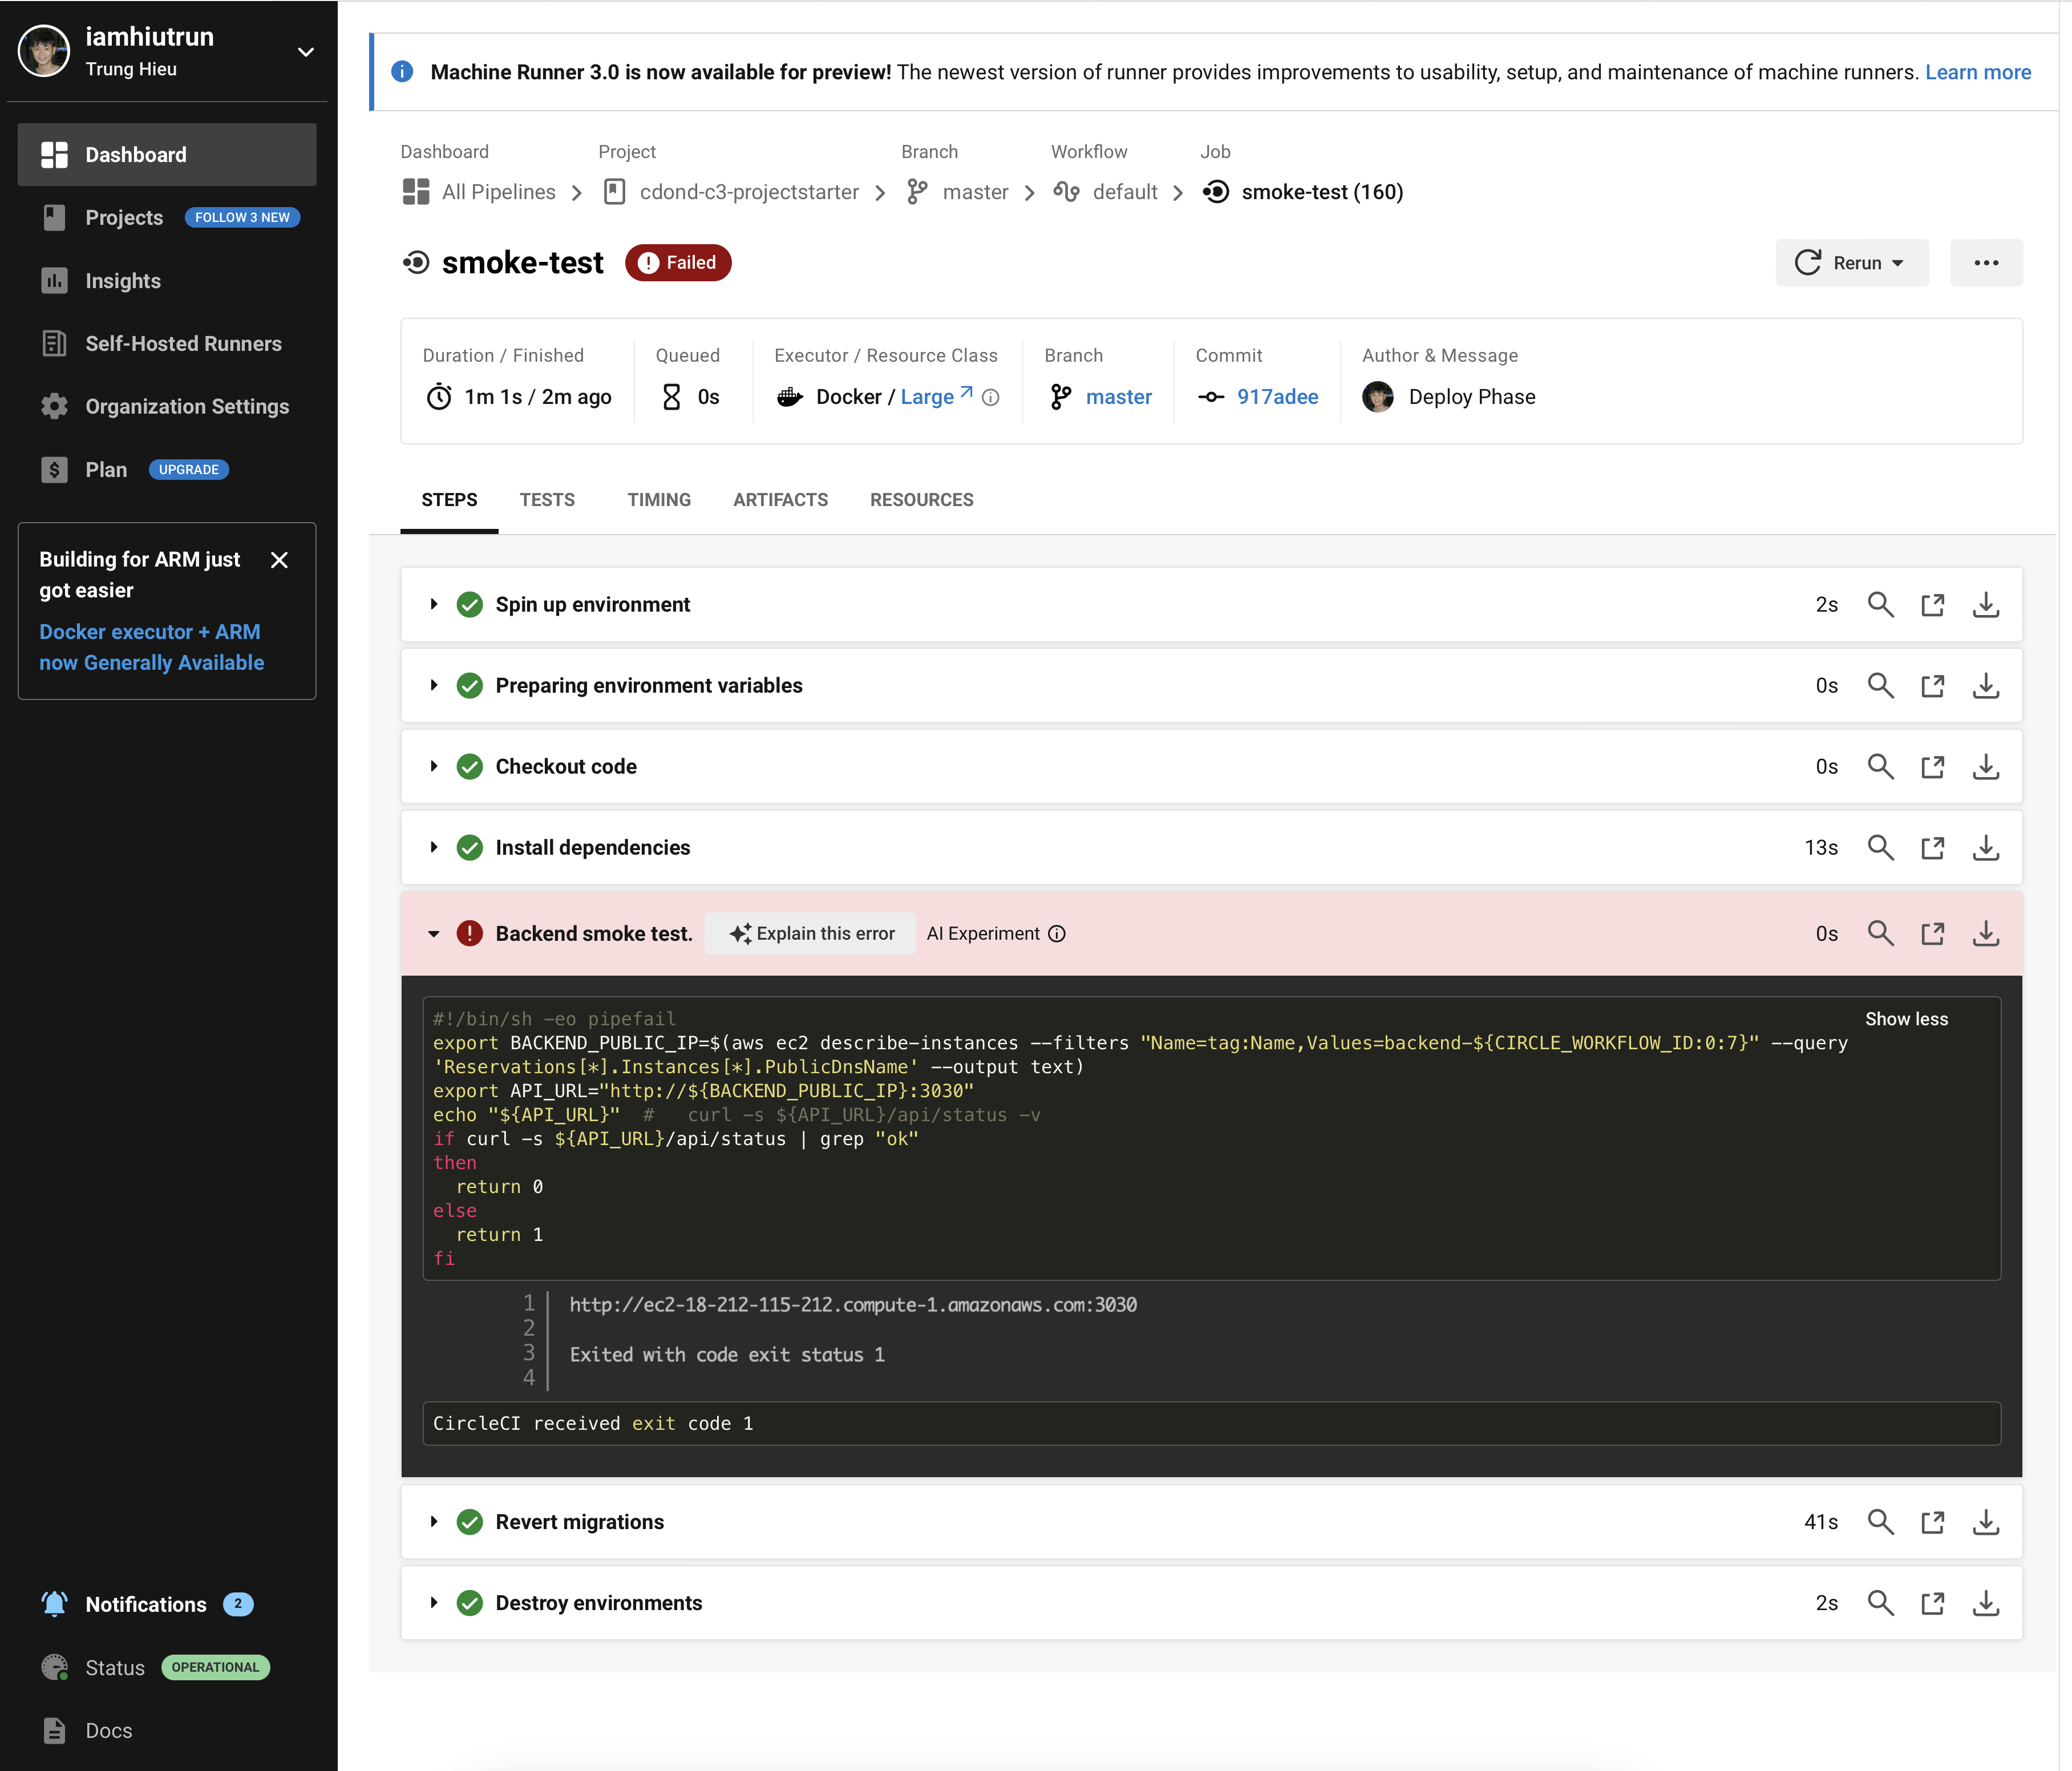 iamhiutrun
Trung Hieu
Dashboard
Projects FOLLOW 3 NEW
Insights
Self-Hosted Runners
Organization Settings
Plan UPGRADE
Building for ARM just
got easier
Docker executor + ARM
now Generally Available
Notifications 2
Status OPERATIONAL
Docs
Machine Runner 3.0 is now available for preview! The newest version of runner provides improvements to usability, setup, and maintenance of machine runners. Learn more
Dashboard Project Branch Workflow Job
All Pipelines cdond-c3-projectstarter master default smoke-test (160)
smoke-test Failed Rerun
Duration / Finished Queued Executor / Resource Class Branch Commit Author & Message
1m 1s / 2m ago 0s Docker / Large master 917adee Deploy Phase
STEPS TESTS TIMING ARTIFACTS RESOURCES
Spin up environment 2s
Preparing environment variables 0s
Checkout code 0s
Install dependencies 13s
Backend smoke test. Explain this error AI Experiment 0s
#!/bin/sh -eo pipefail Show less
export BACKEND_PUBLIC_IP=$(aws ec2 describe-instances --filters "Name=tag:Name,Values=backend-${CIRCLE_WORKFLOW_ID:0:7}" --query
'Reservations[*].Instances[*].PublicDnsName' --output text)
export API_URL="http://${BACKEND_PUBLIC_IP}:3030"
echo "${API_URL}" # curl -s ${API_URL}/api/status -v
if curl -s ${API_URL}/api/status | grep "ok"
then
return 0
else
return 1
fi
1 http://ec2-18-212-115-212.compute-1.amazonaws.com:3030
2
3 Exited with code exit status 1
4
CircleCI received exit code 1
Revert migrations 41s
Destroy environments 2s